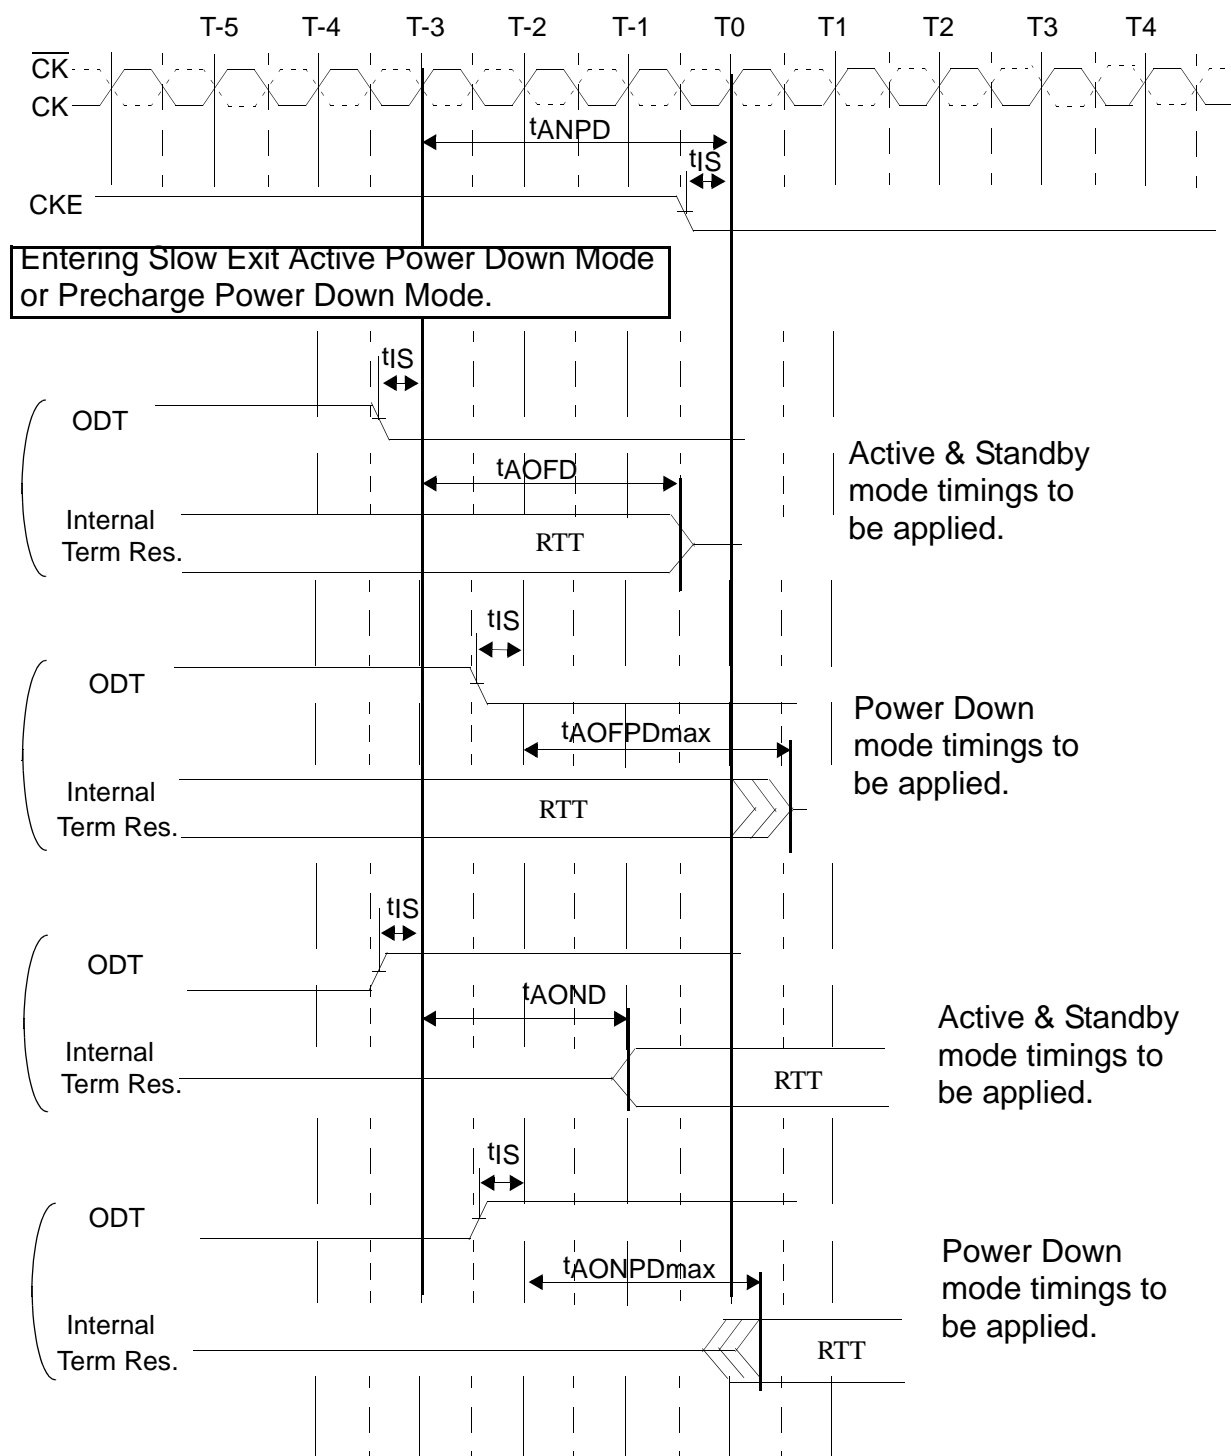 T-5 T-4 T-3 T-2 T-1 T0 T1 T2 T3 T4
CK
CK
tANPD
tIS
CKE
Entering Slow Exit Active Power Down Mode
or Precharge Power Down Mode.
tIS
ODT
tAOFD
Internal
Term Res.
RTT
Active & Standby
mode timings to
be applied.
tIS
ODT
tAOFPDmax
Internal
Term Res.
RTT
Power Down
mode timings to
be applied.
tIS
ODT
tAOND
Internal
Term Res.
RTT
Active & Standby
mode timings to
be applied.
tIS
ODT
tAONPDmax
Internal
Term Res.
RTT
Power Down
mode timings to
be applied.